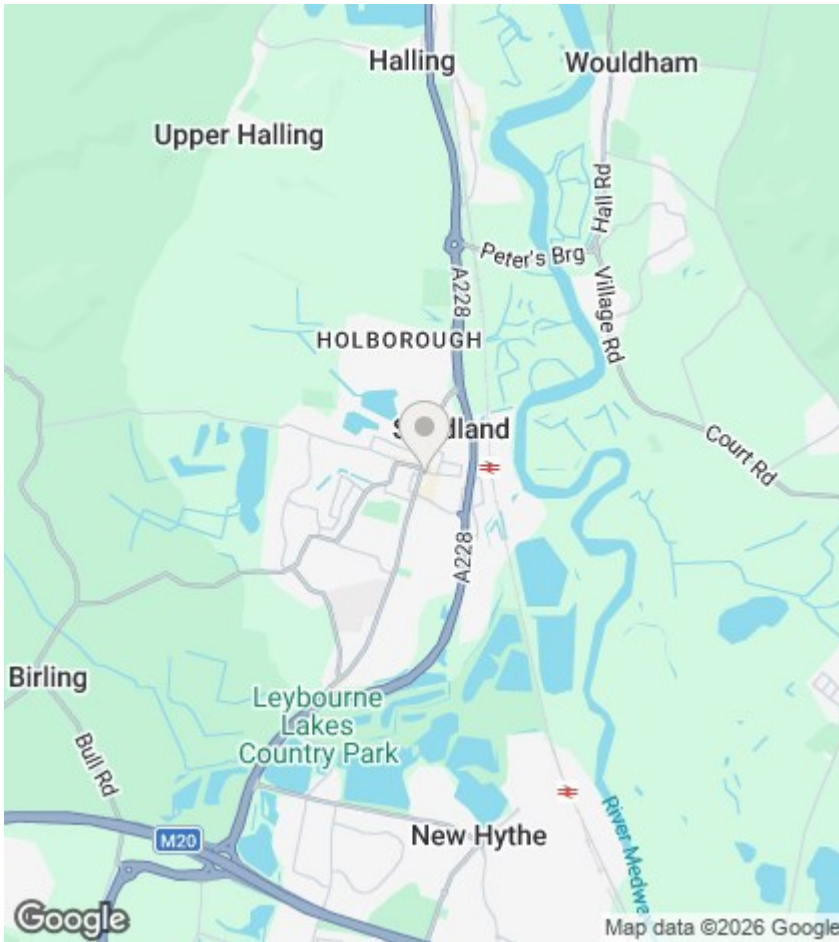 Halling
Wouldham
Upper Halling
Hall Rd
Peter's Brg
A228
Village Rd
HOLBOROUGH
Court Rd
A228
Birling
Leybourne
Lakes
Country Park
Bull Rd
M20
New Hythe
River Medwa
Google
Map data ©2026 Google